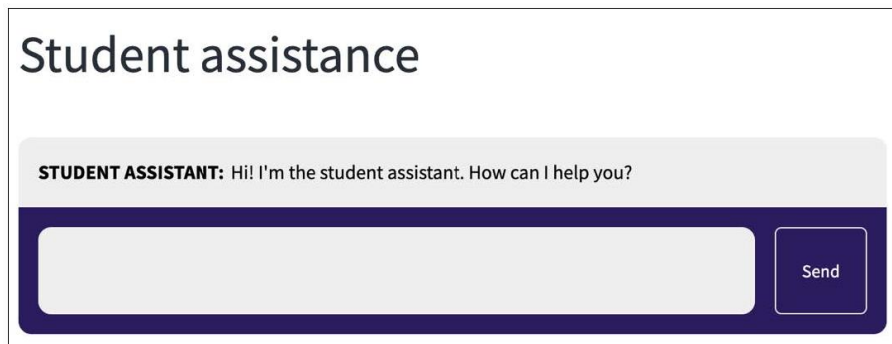 Student assistance
STUDENT ASSISTANT: Hi! I'm the student assistant. How can I help you?
Send